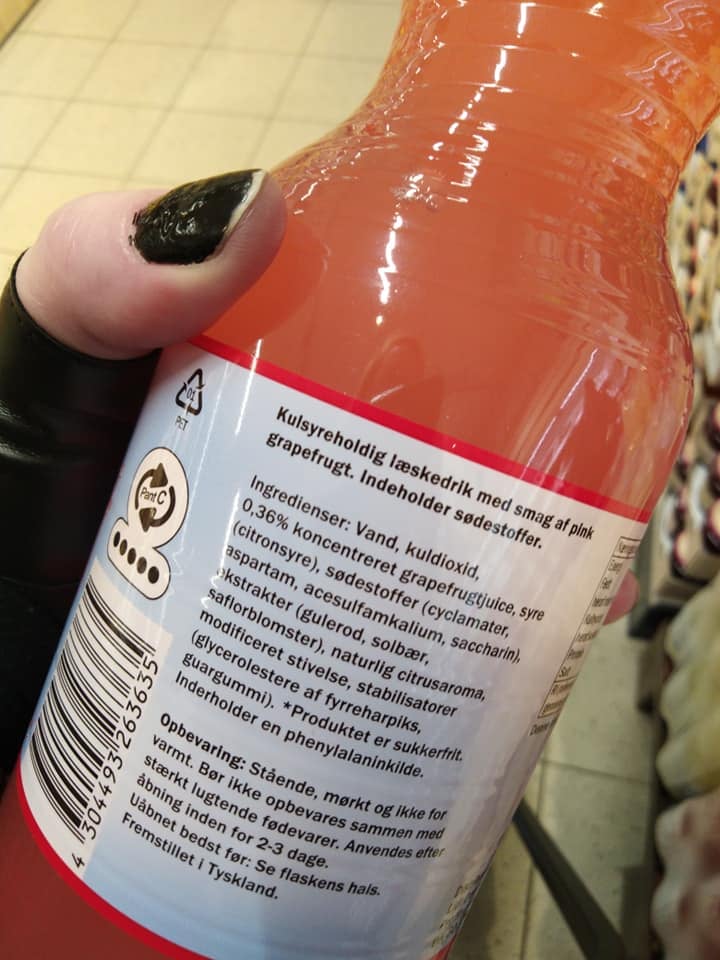 01
PET
Pant C
Kulsyreholdig læskedrik med smag af pink
grapefrugt. Indeholder sødestoffer.
Ingredienser: Vand, kuldioxid,
0,36% koncentreret grapefrugtjuice, syre
(citronsyre), sødestoffer (cyclamater,
aspartam, acesulfamkalium, saccharin),
ekstrakter (gulerod, solbær,
saflorblomster), naturlig citrusaroma,
modificeret stivelse, stabilisatorer
(glycerolestere af fyrreharpiks,
guargummi). *Produktet er sukkerfrit.
Inderholder en phenylalaninkilde.
Opbevaring: Stående, mørkt og ikke for
varmt. Bør ikke opbevares sammen med
stærkt lugtende fødevarer. Anvendes efter
åbning inden for 2-3 dage.
Uåbnet bedst før: Se flaskens hals.
Fremstillet i Tyskland.
4 304493 263635